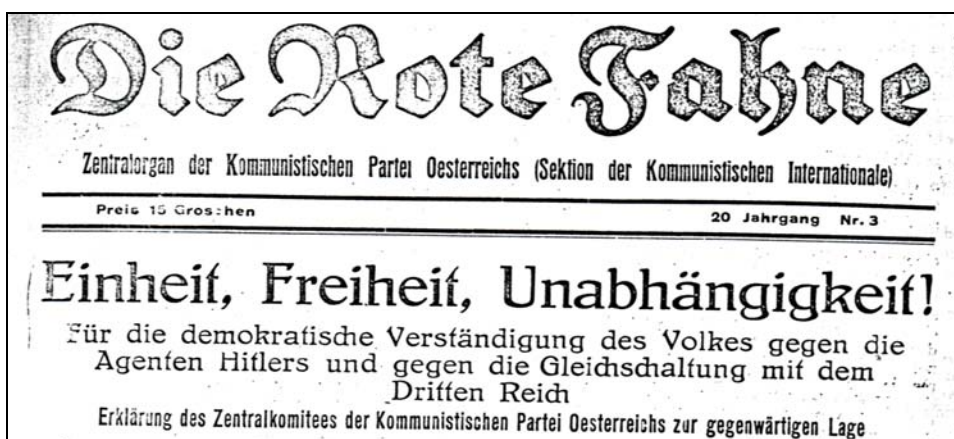 Die Rote Fahne
Zentralorgan der Kommunistischen Partei Oesterreichs (Sektion der Kommunistischen Internationale)
Preis 15 Groschen 20 Jahrgang Nr. 3
Einheit, Freiheit, Unabhängigkeit!
Für die demokratische Verständigung des Volkes gegen die
Agenten Hitlers und gegen die Gleichschaltung mit dem
Dritten Reich
Erklärung des Zentralkomitees der Kommunistischen Partei Oesterreichs zur gegenwärtigen Lage